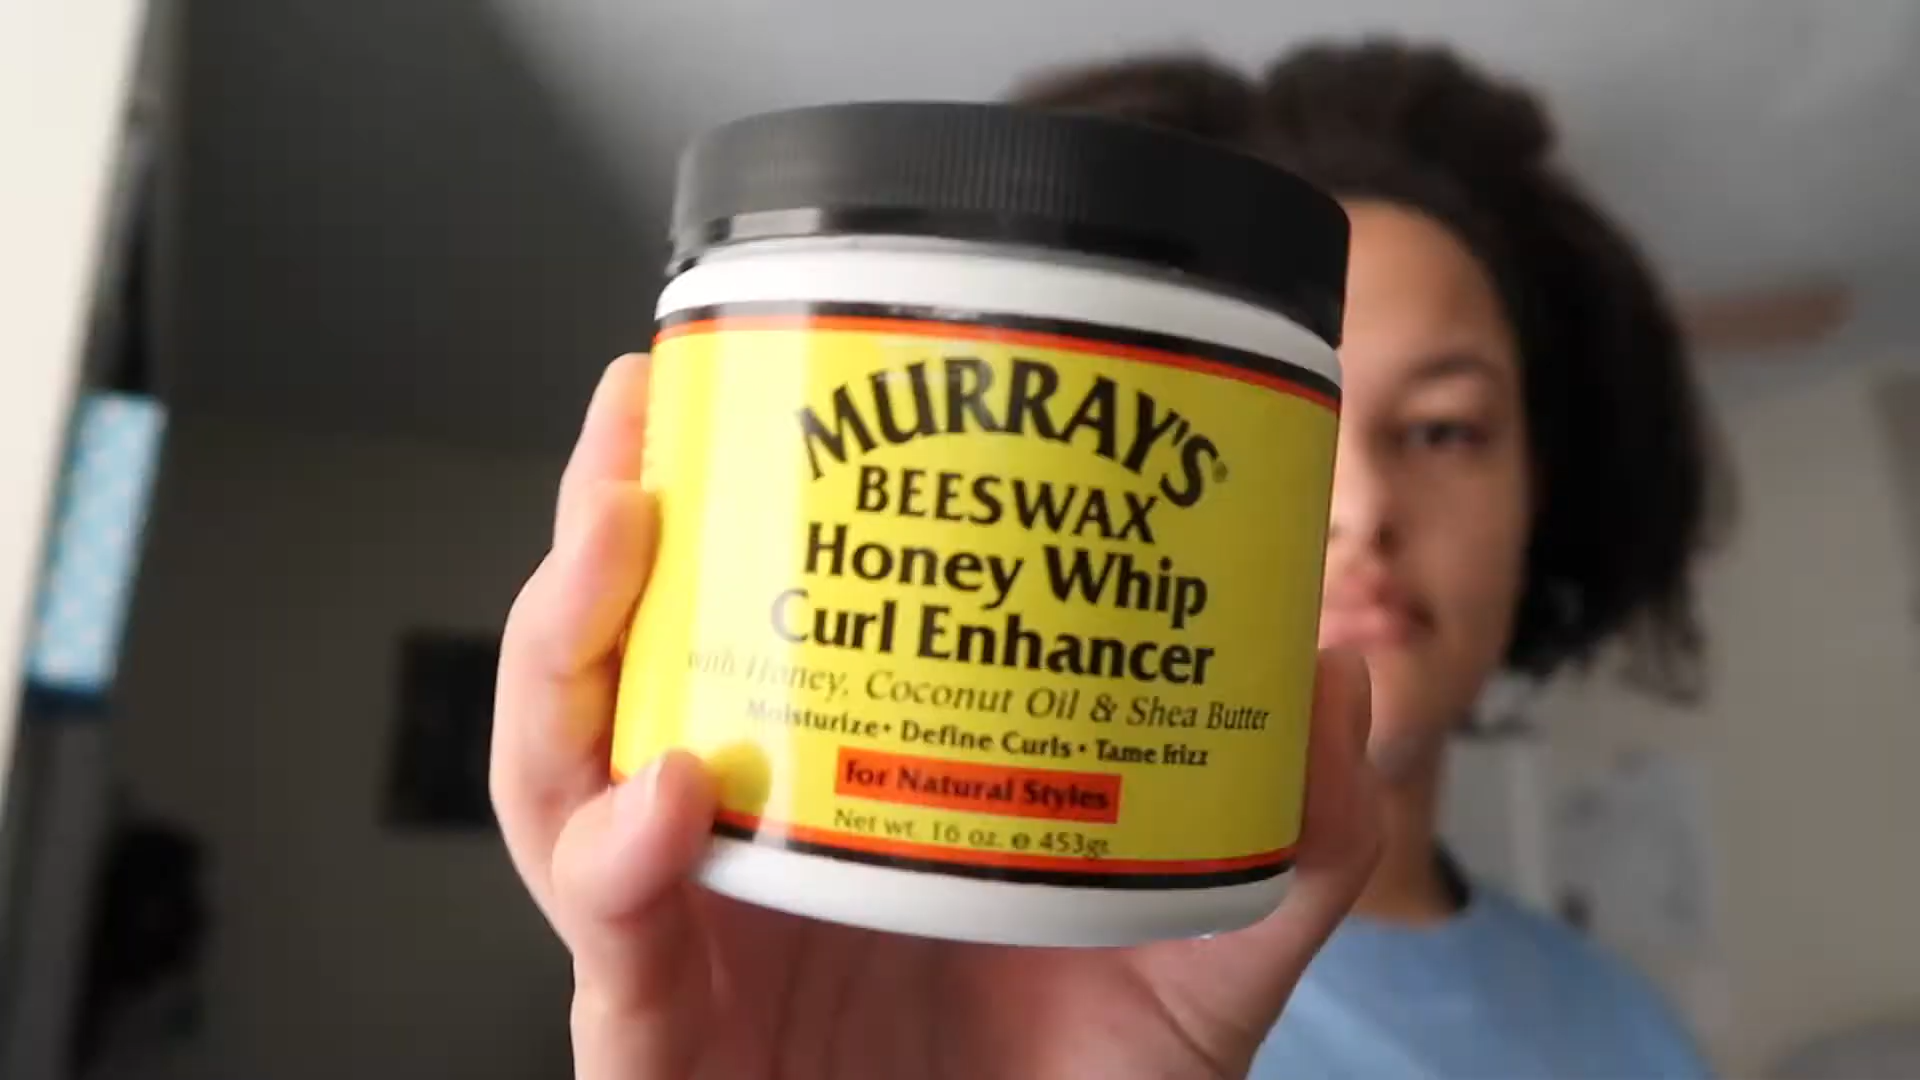 MURRAY'S®
BEESWAX
Honey Whip
Curl Enhancer
with Honey, Coconut Oil & Shea Butter
Moisturize • Define Curls • Tame frizz
for Natural Styles
Net wt. 16 oz. e 453gr.